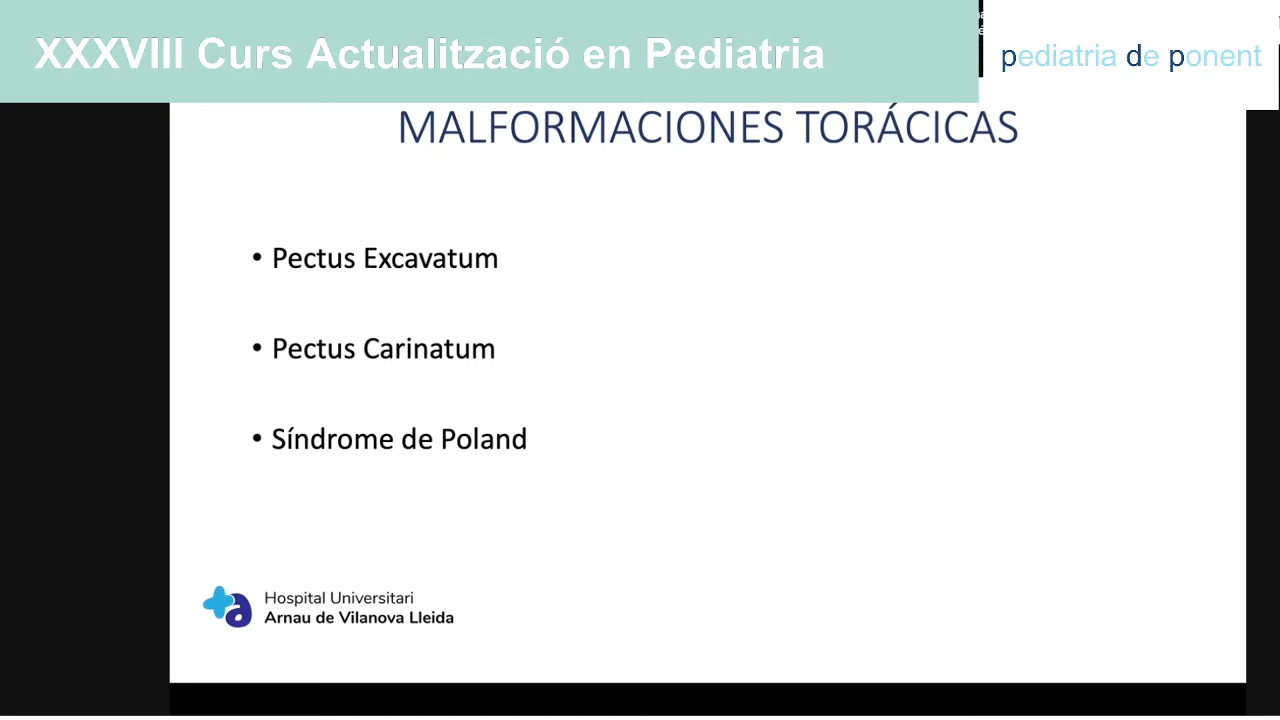 XXXVIII Curs Actualització en Pediatria
pediatria de ponent
MALFORMACIONES TORÁCICAS
• Pectus Excavatum
• Pectus Carinatum
• Síndrome de Poland
Hospital Universitari
Arnau de Vilanova Lleida